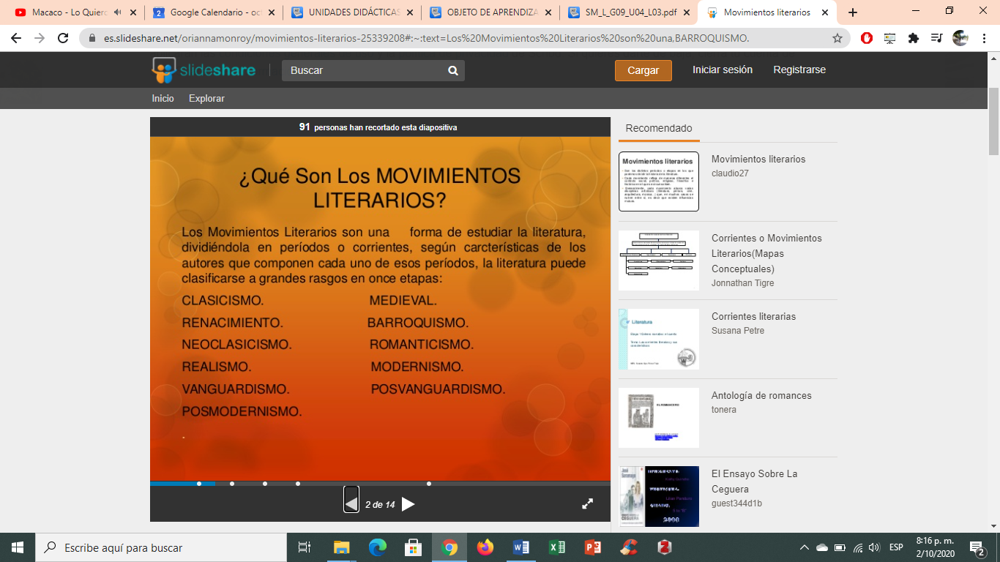 Macaco - Lo Quiero
Google Calendario - oct
UNIDADES DIDÁCTICAS
OBJETO DE APRENDIZA
SM_L_G09_U04_L03.pdf
Movimientos literarios
es.slideshare.net/oriannamonroy/movimientos-literarios-25339208#:~:text=Los%20Movimientos%20Literarios%20son%20una,BARROQUISMO.
slideshare
Buscar
Cargar
Iniciar sesión
Registrarse
Inicio
Explorar
91 personas han recortado esta diapositiva
¿Qué Son Los MOVIMIENTOS
LITERARIOS?
Los Movimientos Literarios son una forma de estudiar la literatura,
dividiéndola en períodos o corrientes, según carcterísticas de los
autores que componen cada uno de esos períodos, la literatura puede
clasificarse a grandes rasgos en once etapas:
CLASICISMO. MEDIEVAL.
RENACIMIENTO. BARROQUISMO.
NEOCLASICISMO. ROMANTICISMO.
REALISMO. MODERNISMO.
VANGUARDISMO. POSVANGUARDISMO.
POSMODERNISMO.
-
2 de 14
Recomendado
Movimientos literarios
Movimientos literarios
claudio27
Corrientes o Movimientos
Literarios(Mapas
Conceptuales)
Jonnathan Tigre
Literatura
Corrientes literarias
Susana Petre
EL ROMANCERO
Antología de romances
tonera
José
Saramago
2008
El Ensayo Sobre La
Ceguera
guest344d1b
Escribe aquí para buscar
ESP
8:16 p. m.
2/10/2020
2